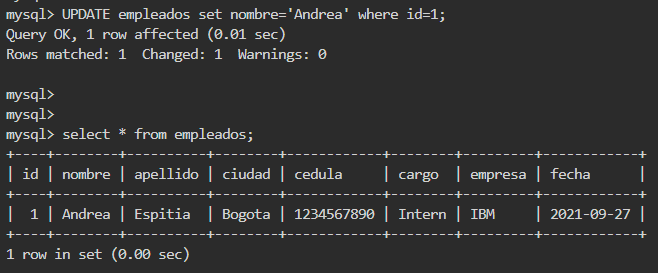 mysql> UPDATE empleados set nombre='Andrea' where id=1;
Query OK, 1 row affected (0.01 sec)
Rows matched: 1  Changed: 1  Warnings: 0
mysql>
mysql>
mysql> select * from empleados;
+----+--------+----------+--------+------------+--------+---------+------------+
| id | nombre | apellido | ciudad | cedula     | cargo  | empresa | fecha      |
+----+--------+----------+--------+------------+--------+---------+------------+
|  1 | Andrea | Espitia  | Bogota | 1234567890 | Intern | IBM     | 2021-09-27 |
+----+--------+----------+--------+------------+--------+---------+------------+
1 row in set (0.00 sec)